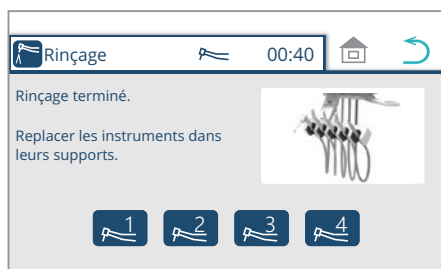 Rinçage 00:40
Rinçage terminé.
Replacer les instruments dans
leurs supports.
1 2 3 4